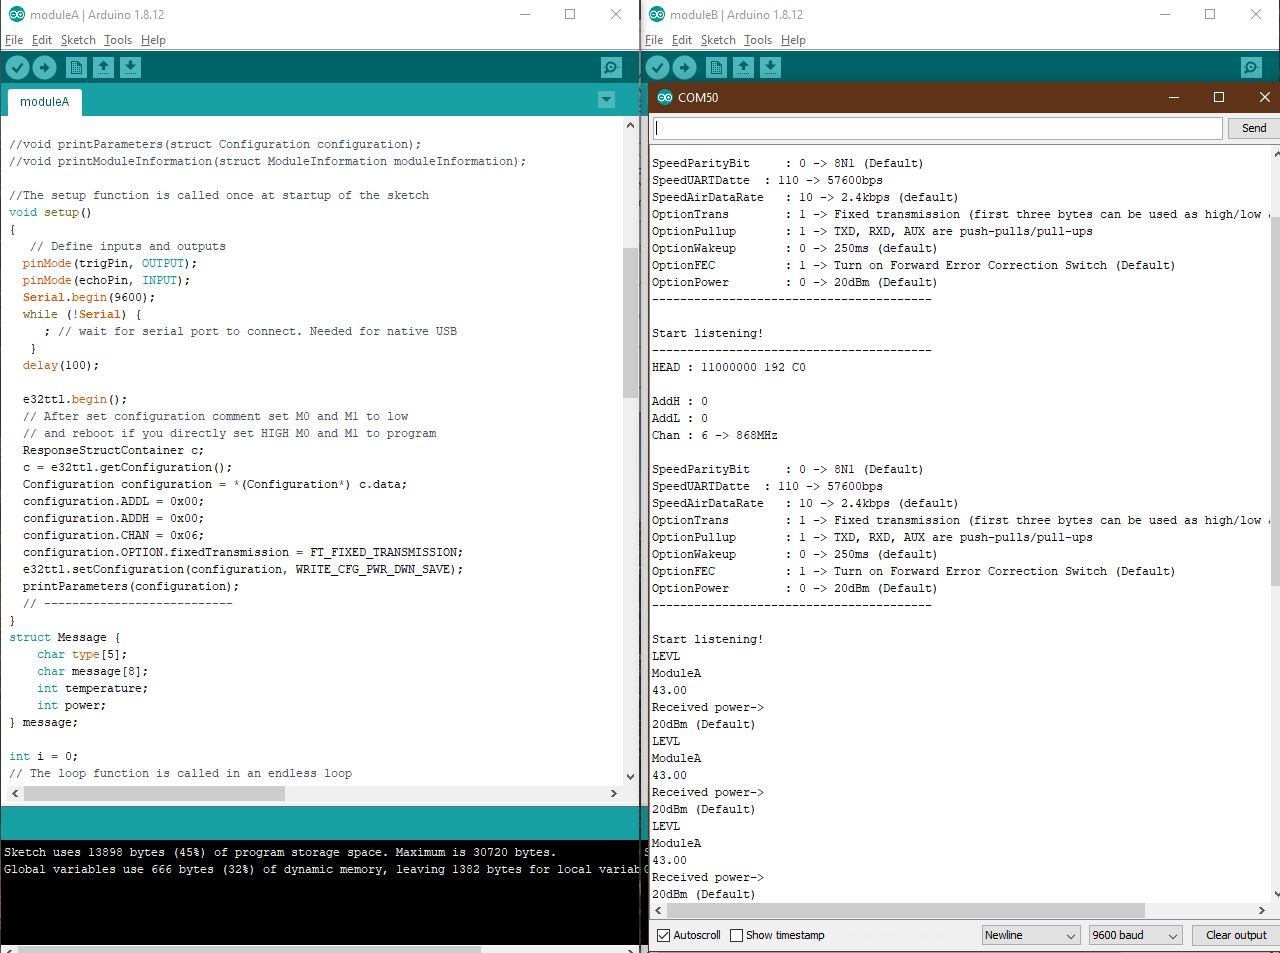 moduleA | Arduino 1.8.12
File Edit Sketch Tools Help
moduleA
//void printParameters(struct Configuration configuration);
//void printModuleInformation(struct ModuleInformation moduleInformation);
//The setup function is called once at startup of the sketch
void setup()
{
// Define inputs and outputs
pinMode(trigPin, OUTPUT);
pinMode(echoPin, INPUT);
Serial.begin(9600);
while (!Serial) {
; // wait for serial port to connect. Needed for native USB
}
delay(100);
e32ttl.begin();
// After set configuration comment set M0 and M1 to low
// and reboot if you directly set HIGH M0 and M1 to program
ResponseStructContainer c;
c = e32ttl.getConfiguration();
Configuration configuration = *(Configuration*) c.data;
configuration.ADDL = 0x00;
configuration.ADDH = 0x00;
configuration.CHAN = 0x06;
configuration.OPTION.fixedTransmission = FT_FIXED_TRANSMISSION;
e32ttl.setConfiguration(configuration, WRITE_CFG_PWR_DWN_SAVE);
printParameters(configuration);
// ---------------------------
}
struct Message {
char type[5];
char message[8];
int temperature;
int power;
} message;
int i = 0;
// The loop function is called in an endless loop
Sketch uses 13898 bytes (45%) of program storage space. Maximum is 30720 bytes.
Global variables use 666 bytes (32%) of dynamic memory, leaving 1382 bytes for local variab
moduleB | Arduino 1.8.12
File Edit Sketch Tools Help
COM50
Send
SpeedParityBit : 0 -> 8N1 (Default)
SpeedUARTDatte : 110 -> 57600bps
SpeedAirDataRate : 10 -> 2.4kbps (default)
OptionTrans : 1 -> Fixed transmission (first three bytes can be used as high/low
OptionPullup : 1 -> TXD, RXD, AUX are push-pulls/pull-ups
OptionWakeup : 0 -> 250ms (default)
OptionFEC : 1 -> Turn on Forward Error Correction Switch (Default)
OptionPower : 0 -> 20dBm (Default)
----------------------------------------
Start listening!
----------------------------------------
HEAD : 11000000 192 C0
AddH : 0
AddL : 0
Chan : 6 -> 868MHz
SpeedParityBit : 0 -> 8N1 (Default)
SpeedUARTDatte : 110 -> 57600bps
SpeedAirDataRate : 10 -> 2.4kbps (default)
OptionTrans : 1 -> Fixed transmission (first three bytes can be used as high/low
OptionPullup : 1 -> TXD, RXD, AUX are push-pulls/pull-ups
OptionWakeup : 0 -> 250ms (default)
OptionFEC : 1 -> Turn on Forward Error Correction Switch (Default)
OptionPower : 0 -> 20dBm (Default)
----------------------------------------
Start listening!
LEVL
ModuleA
43.00
Received power->
20dBm (Default)
LEVL
ModuleA
43.00
Received power->
20dBm (Default)
LEVL
ModuleA
43.00
Received power->
20dBm (Default)
Autoscroll Show timestamp Newline 9600 baud Clear output